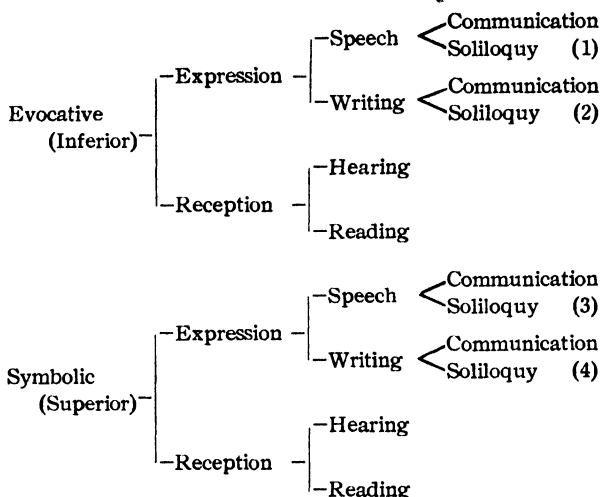 Communication
Speech
Soliloquy (1)
Expression
Communication
Writing
Soliloquy (2)
Evocative
(Inferior)
Hearing
Reception
Reading
Communication
Speech
Soliloquy (3)
Expression
Communication
Writing
Soliloquy (4)
Symbolic
(Superior)
Hearing
Reception
Reading